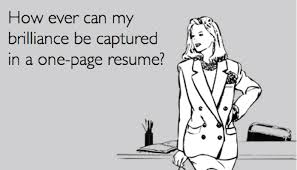 How ever can my
brilliance be captured
in a one-page resume?